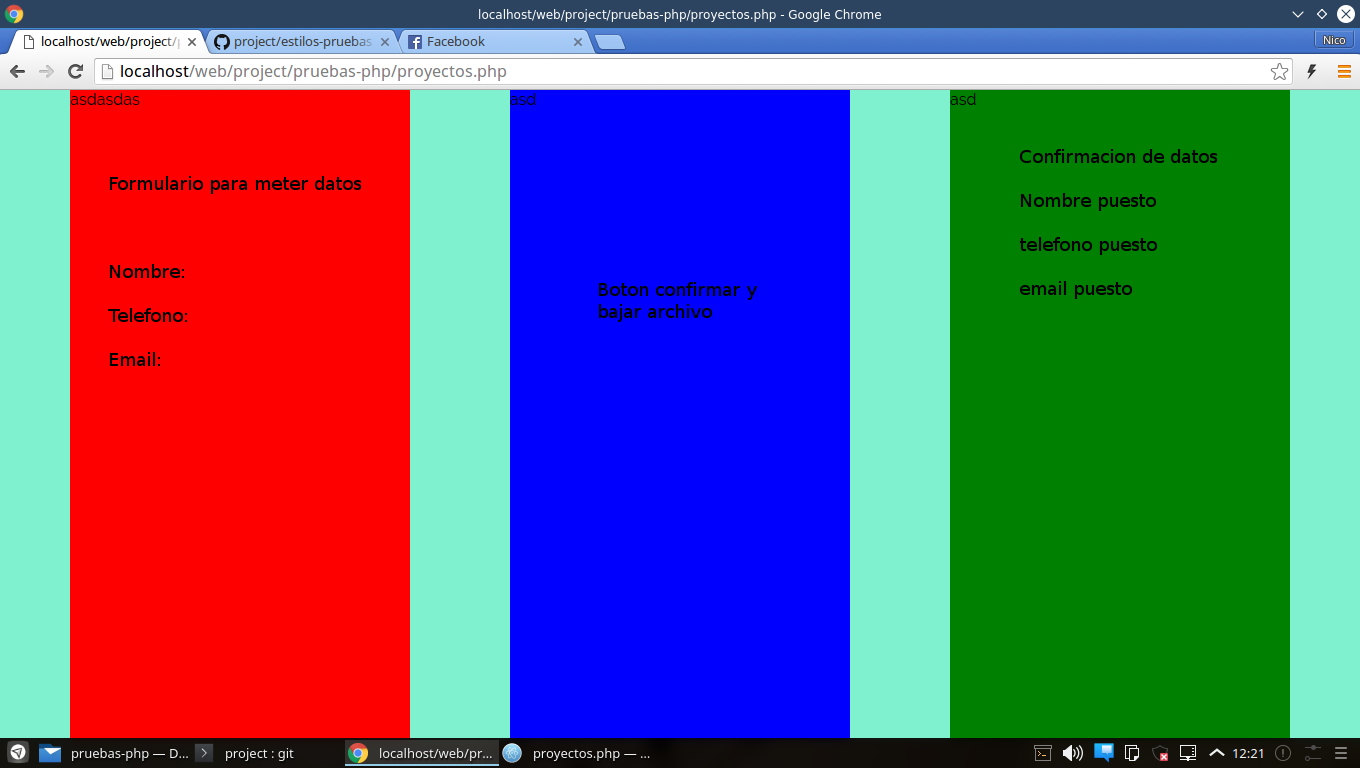 localhost/web/project/pruebas-php/proyectos.php - Google Chrome
localhost/web/project/
project/estilos-pruebas
Facebook
Nico
localhost/web/project/pruebas-php/proyectos.php
asdasdas
asd
asd
Formulario para meter datos
Nombre:
Telefono:
Email:
Boton confirmar y
bajar archivo
Confirmacion de datos
Nombre puesto
telefono puesto
email puesto
pruebas-php — D...
project : git
localhost/web/pr...
proyectos.php — ...
12:21